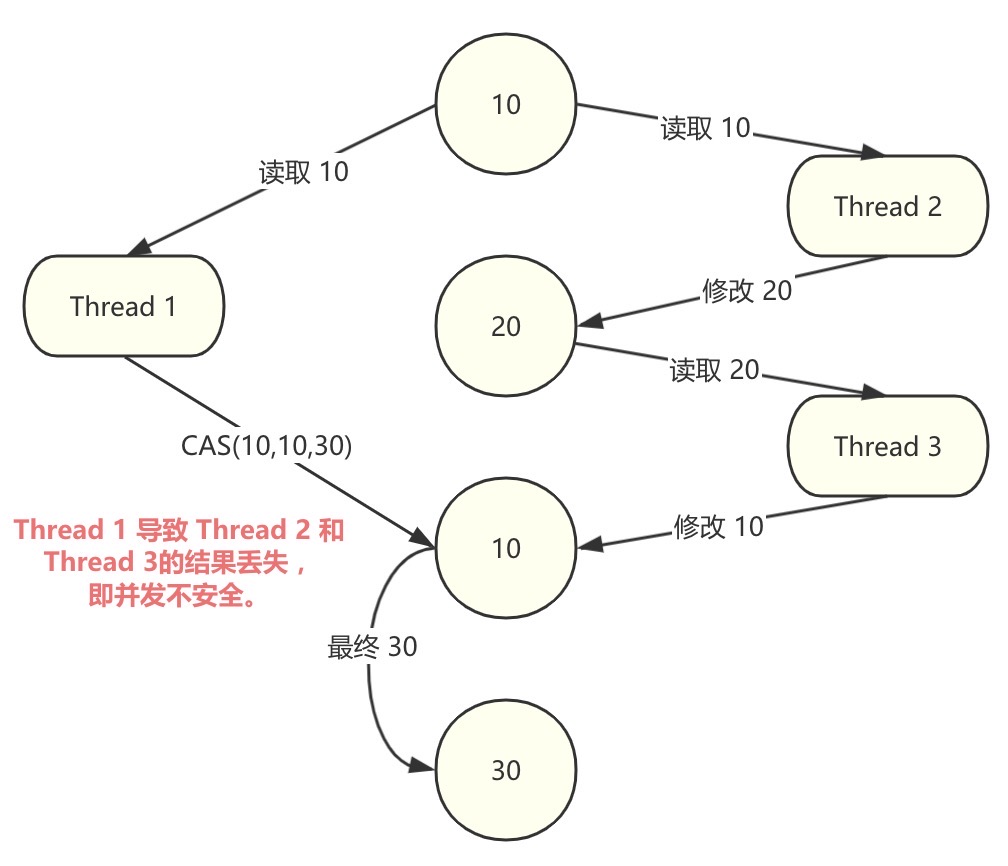 10
读取 10
读取 10
Thread 2
Thread 1
修改 20
20
读取 20
CAS(10,10,30)
Thread 3
Thread 1 导致 Thread 2 和
Thread 3的结果丢失，
即并发不安全。
修改 10
10
最终 30
30